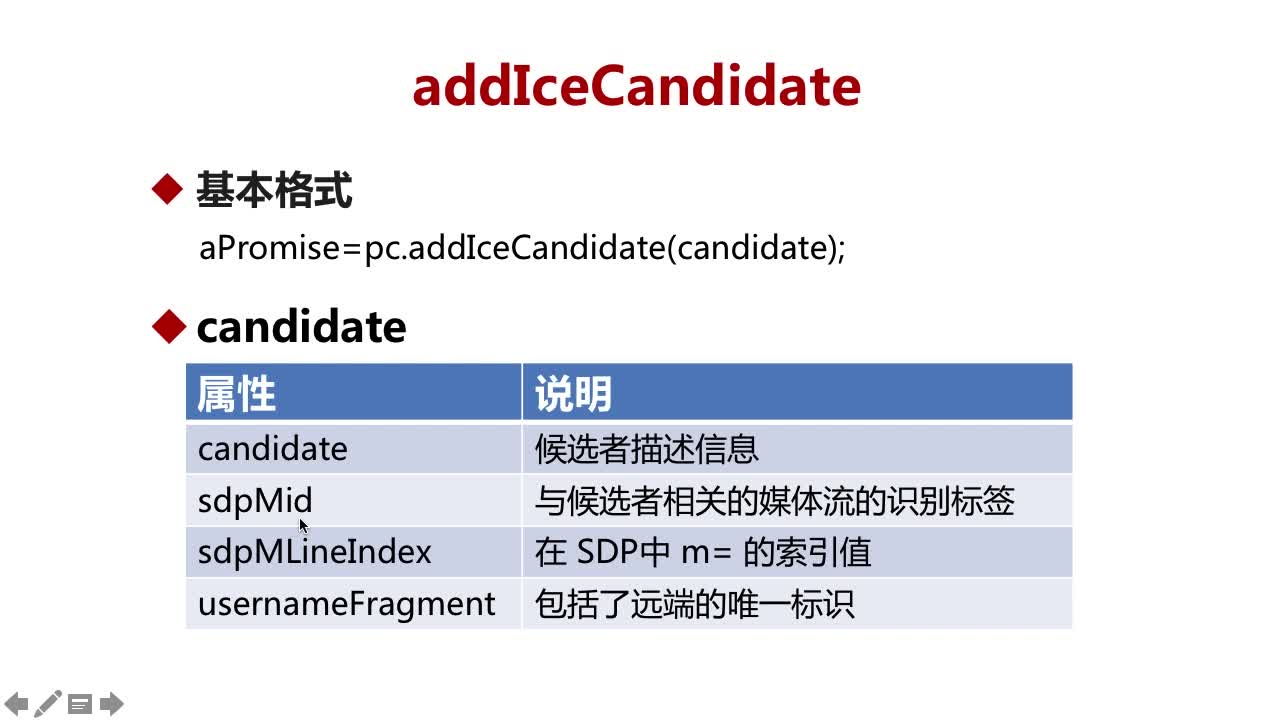 addIceCandidate
基本格式
aPromise=pc.addIceCandidate(candidate);
candidate
属性 说明
candidate 候选者描述信息
sdpMid 与候选者相关的媒体流的识别标签
sdpMLineIndex 在 SDP中 m= 的索引值
usernameFragment 包括了远端的唯一标识